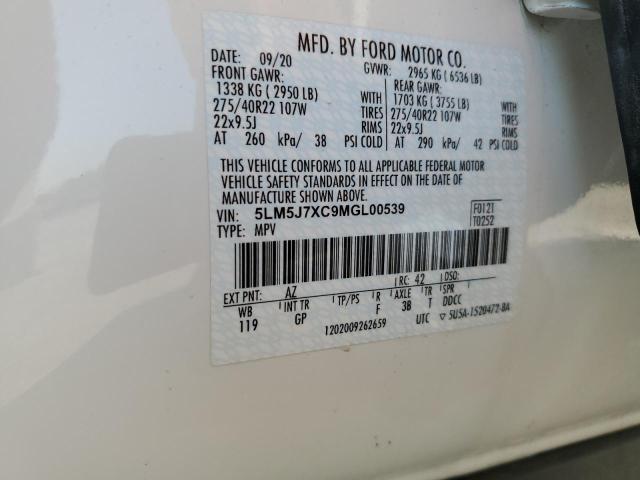 MFD. BY FORD MOTOR CO.
DATE: 09/20 GVWR: 2965 KG ( 6536 LB)
FRONT GAWR: REAR GAWR:
1338 KG ( 2950 LB) WITH 1703 KG ( 3755 LB) WITH
275/40R22 107W TIRES 275/40R22 107W TIRES
22x9.5J RIMS 22x9.5J RIMS
AT 260 kPa/ 38 PSI COLD AT 290 kPa/ 42 PSI COLD
THIS VEHICLE CONFORMS TO ALL APPLICABLE FEDERAL MOTOR
VEHICLE SAFETY STANDARDS IN EFFECT ON THE DATE OF
MANUFACTURE SHOWN ABOVE.
VIN: 5LM5J7XC9MGL00539 F0121
TYPE: MPV T0252
EXT PNT: AZ RC: 42 DSO:
WB INT TR TP/PS R AXLE TR SPR
119 GP F 38 T DDCC
1202009262659 UTC 5U5A-1520472-BA